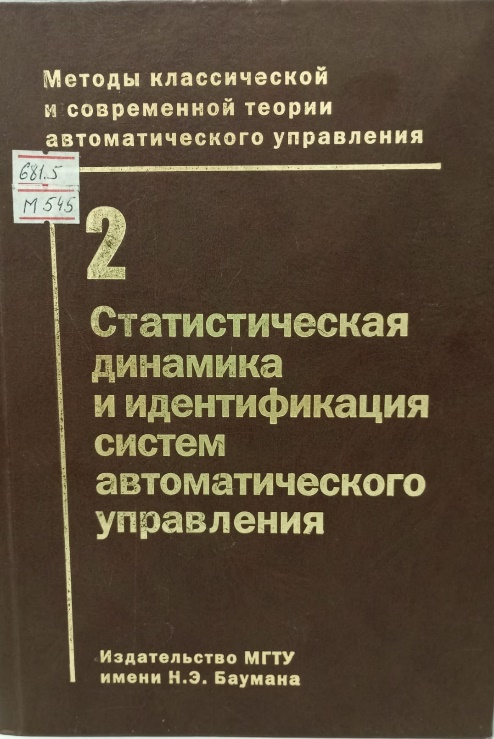 Методы классической
и современной теории
автоматического управления
681.5
М 545
2
Статистическая
динамика
и идентификация
систем
автоматического
управления
Издательство МГТУ
имени Н.Э. Баумана